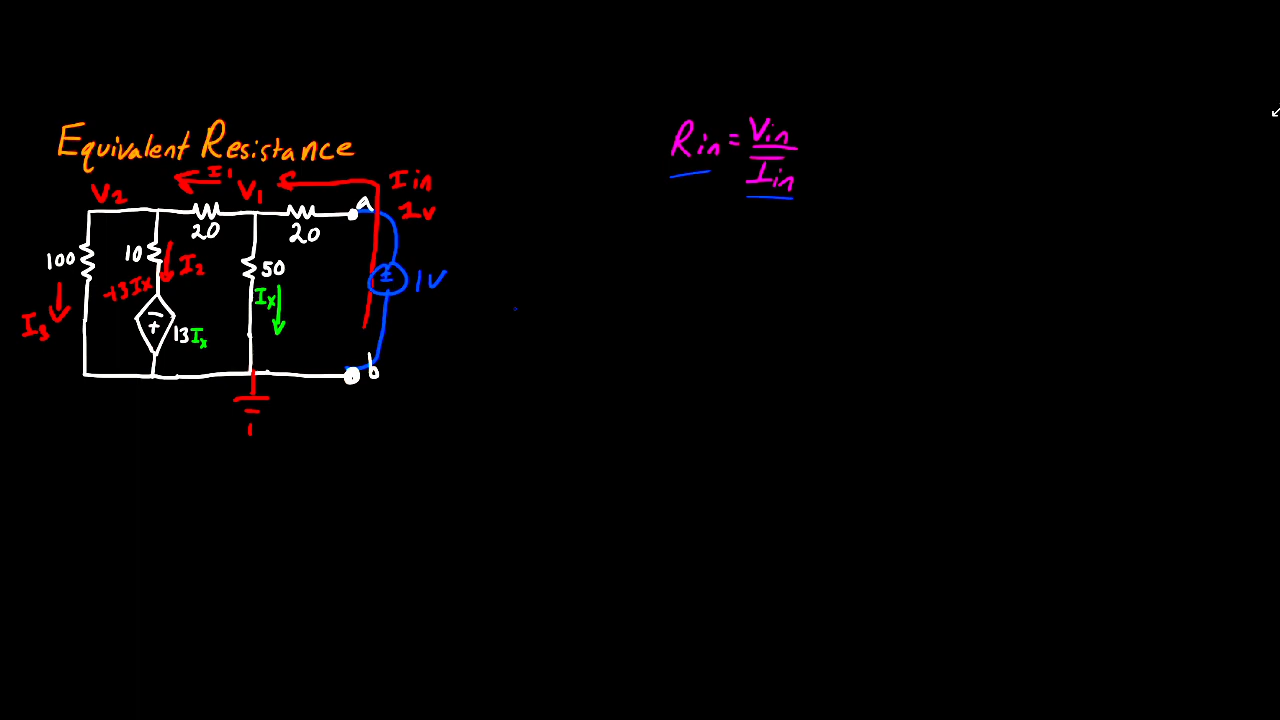 Equivalent Resistance
Rin = Vin / Iin
V2
I1
V1
Iin
1v
a
20
20
100
10
I2
50
-13Ix
Ix
1V
I3
- +
13Ix
b